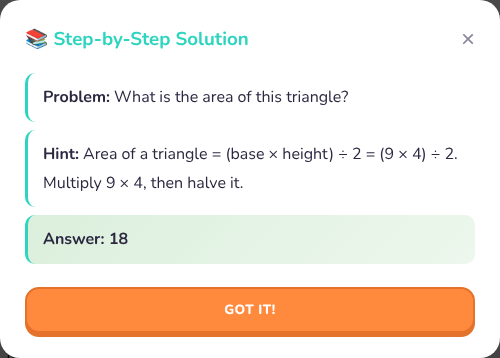 📚 Step-by-Step Solution ×
Problem: What is the area of this triangle?
Hint: Area of a triangle = (base × height) ÷ 2 = (9 × 4) ÷ 2.
Multiply 9 × 4, then halve it.
Answer: 18
GOT IT!